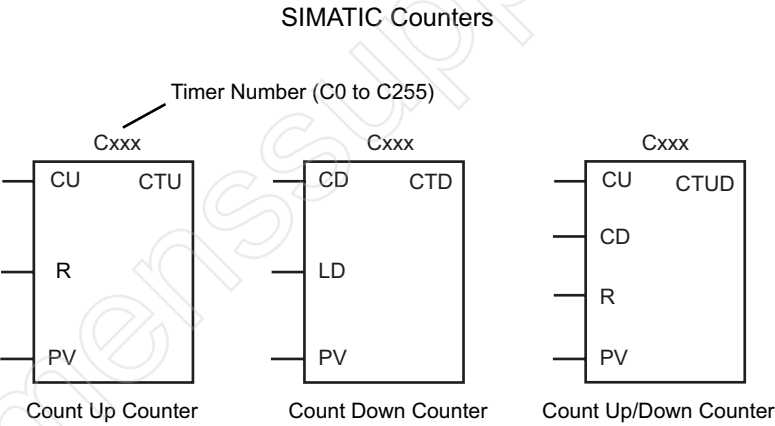 SIMATIC Counters
Timer Number (C0 to C255)
Cxxx
CU CTU
R
PV
Count Up Counter
Cxxx
CD CTD
LD
PV
Count Down Counter
Cxxx
CU CTUD
CD
R
PV
Count Up/Down Counter
menssupp